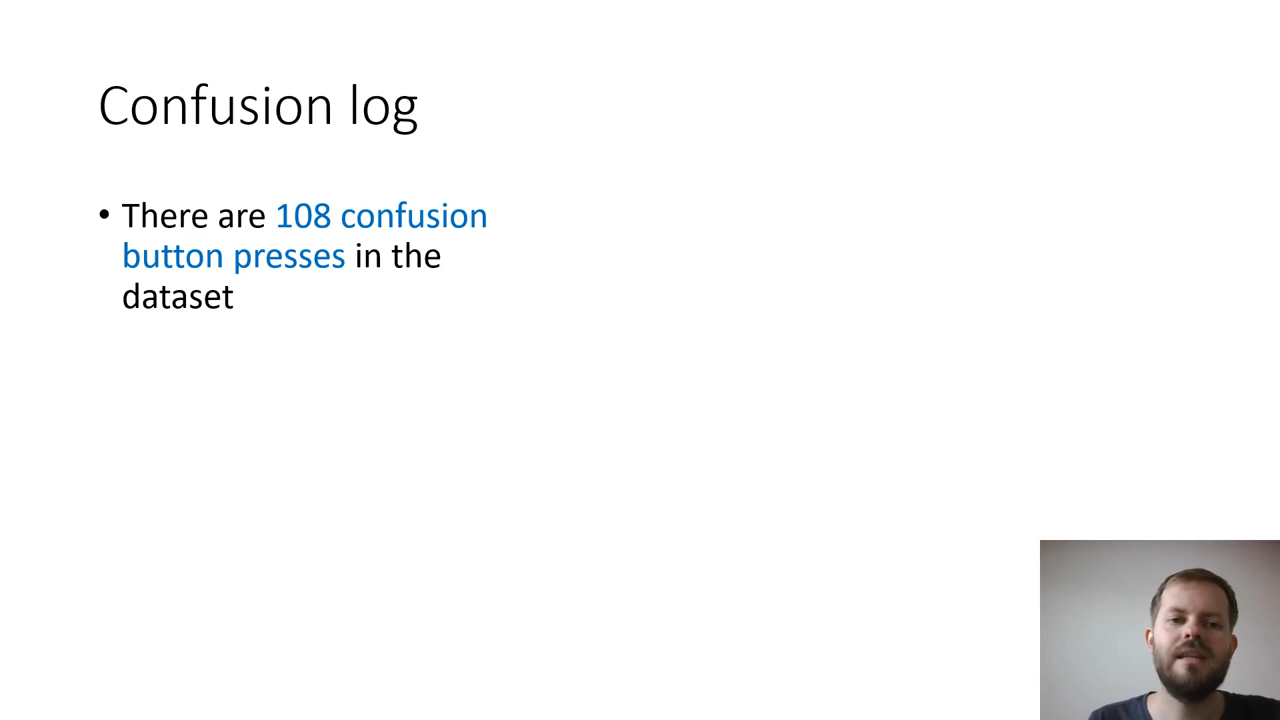 Confusion log
• There are 108 confusion
button presses in the
dataset